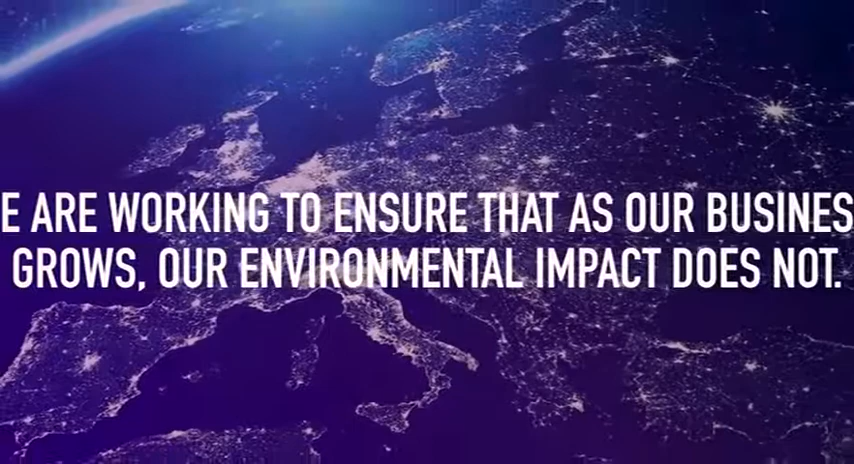 E ARE WORKING TO ENSURE THAT AS OUR BUSINES
GROWS, OUR ENVIRONMENTAL IMPACT DOES NOT.